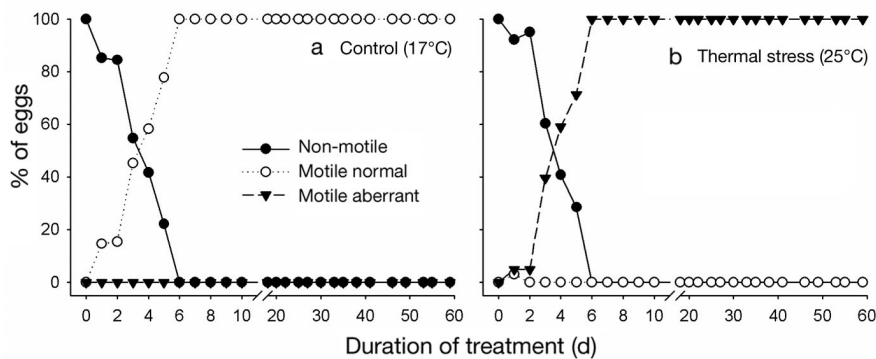 100
80
60
40
20
0
% of eggs
a Control (17°C)
Non-motile
Motile normal
Motile aberrant
0 2 4 6 8 10 20 30 40 50 60
b Thermal stress (25°C)
0 2 4 6 8 10 20 30 40 50 60
Duration of treatment (d)